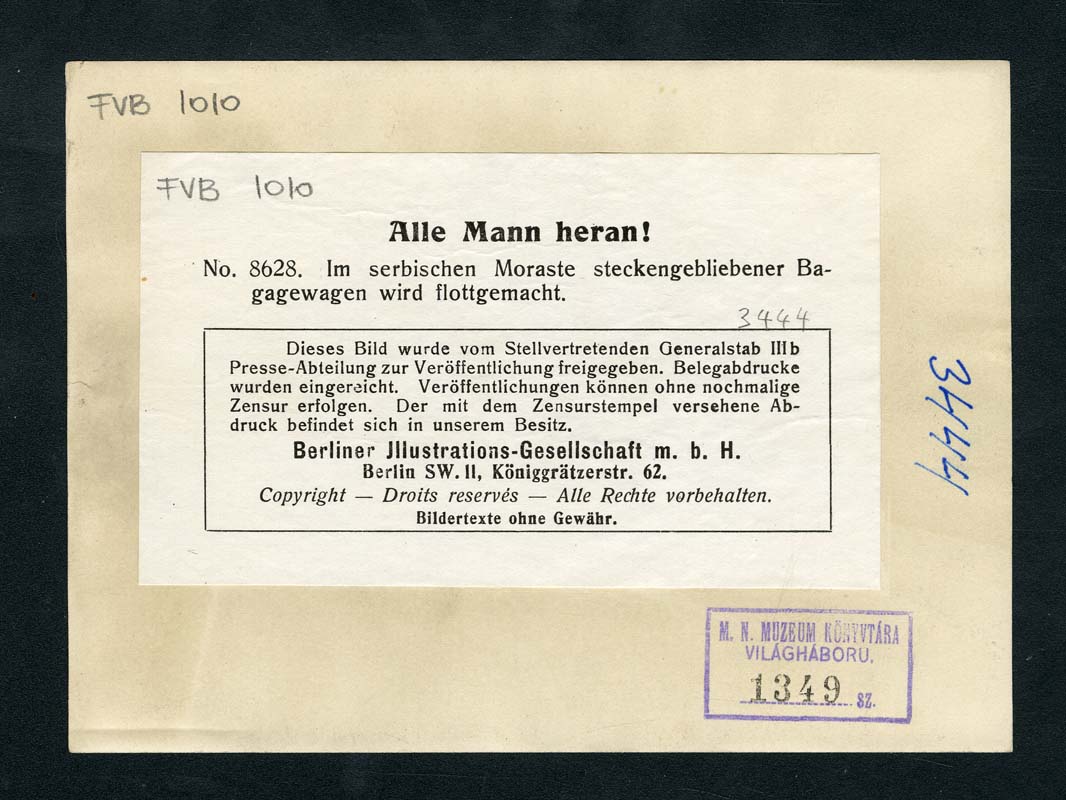 FVB 1010
FVB 1010
Alle Mann heran!
No. 8628. Im serbischen Moraste steckengebliebener Ba-
gagewagen wird flottgemacht.
3444
Dieses Bild wurde vom Stellvertretenden Generalstab IIIb
Presse-Abteilung zur Veröffentlichung freigegeben. Belegabdrucke
wurden eingereicht. Veröffentlichungen können ohne nochmalige
Zensur erfolgen. Der mit dem Zensurstempel versehene Ab-
druck befindet sich in unserem Besitz.
Berliner Jllustrations-Gesellschaft m. b. H.
Berlin SW. 11, Königgrätzerstr. 62.
Copyright — Droits reservés — Alle Rechte vorbehalten.
Bildertexte ohne Gewähr.
3444
M. N. MUZEUM KÖNYVTÁRA
VILÁGHÁBORU.
1349 SZ.